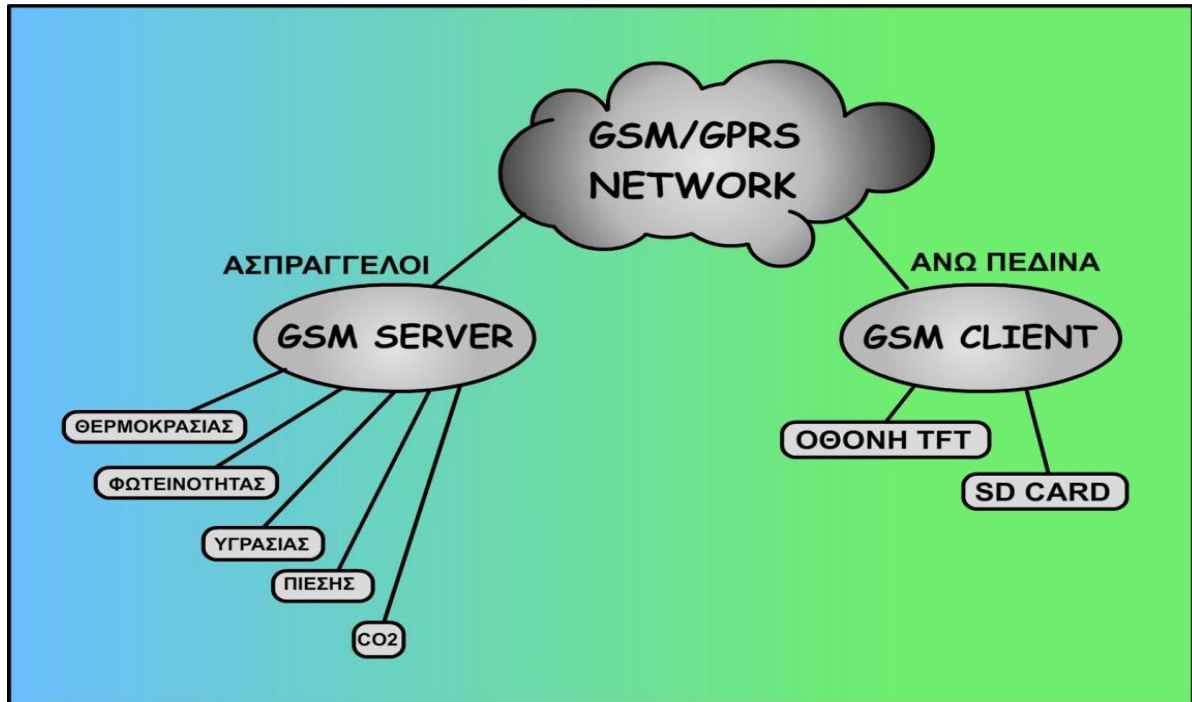 GSM/GPRS
NETWORK
ΑΣΠΡΑΓΓΕΛΟΙ
ΑΝΩ ΠΕΔΙΝΑ
GSM SERVER
GSM CLIENT
ΘΕΡΜΟΚΡΑΣΙΑΣ
ΦΩΤΕΙΝΟΤΗΤΑΣ
ΥΓΡΑΣΙΑΣ
ΠΙΕΣΗΣ
CO2
ΟΘΟΝΗ TFT
SD CARD